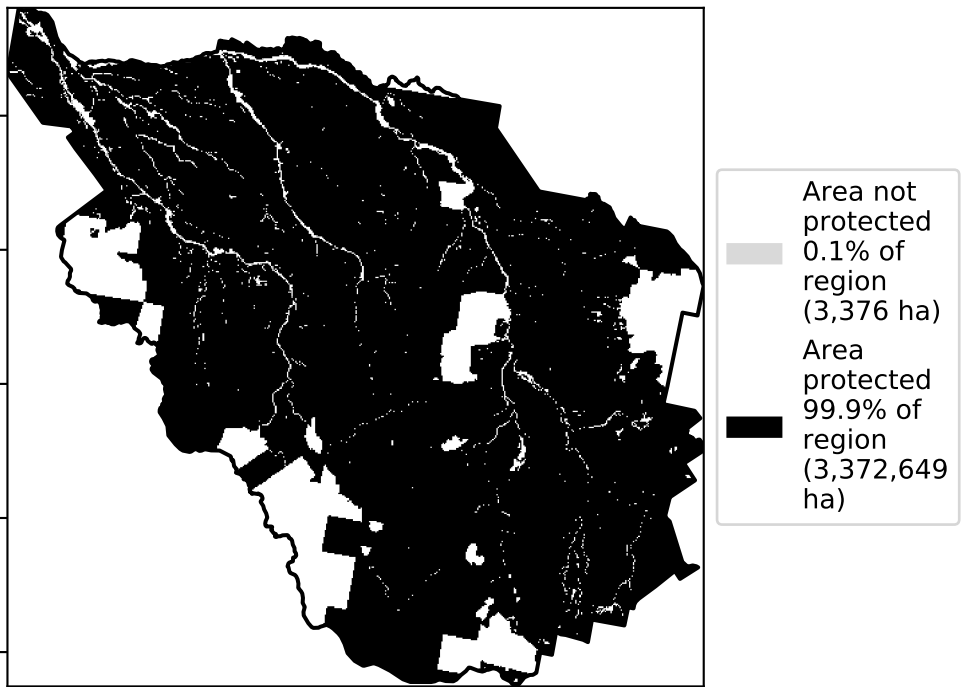 Area not
protected
0.1% of
region
(3,376 ha)
Area
protected
99.9% of
region
(3,372,649
ha)